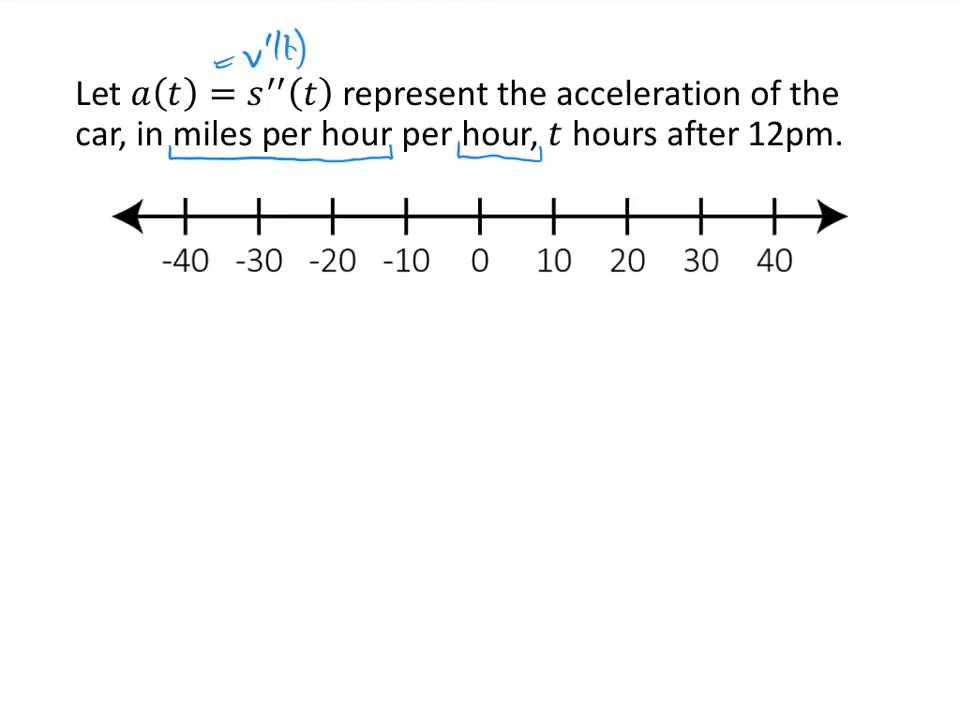 = v'(t)
Let a(t) = s′′(t) represent the acceleration of the
car, in miles per hour per hour, t hours after 12pm.
-40 -30 -20 -10 0 10 20 30 40